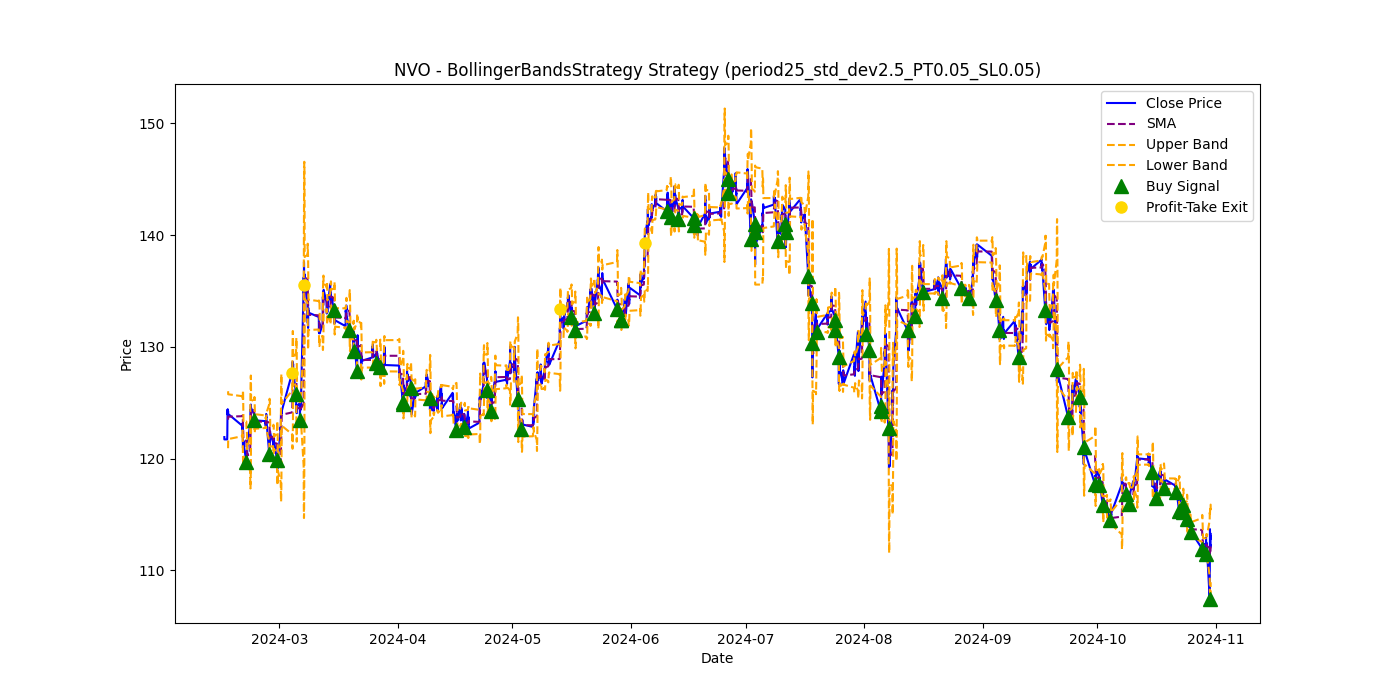 NVO - BollingerBandsStrategy Strategy (period25_std_dev2.5_PT0.05_SL0.05)
Close Price
SMA
Upper Band
Lower Band
Buy Signal
Profit-Take Exit
Price
150
140
130
120
110
2024-03
2024-04
2024-05
2024-06
2024-07
2024-08
2024-09
2024-10
2024-11
Date